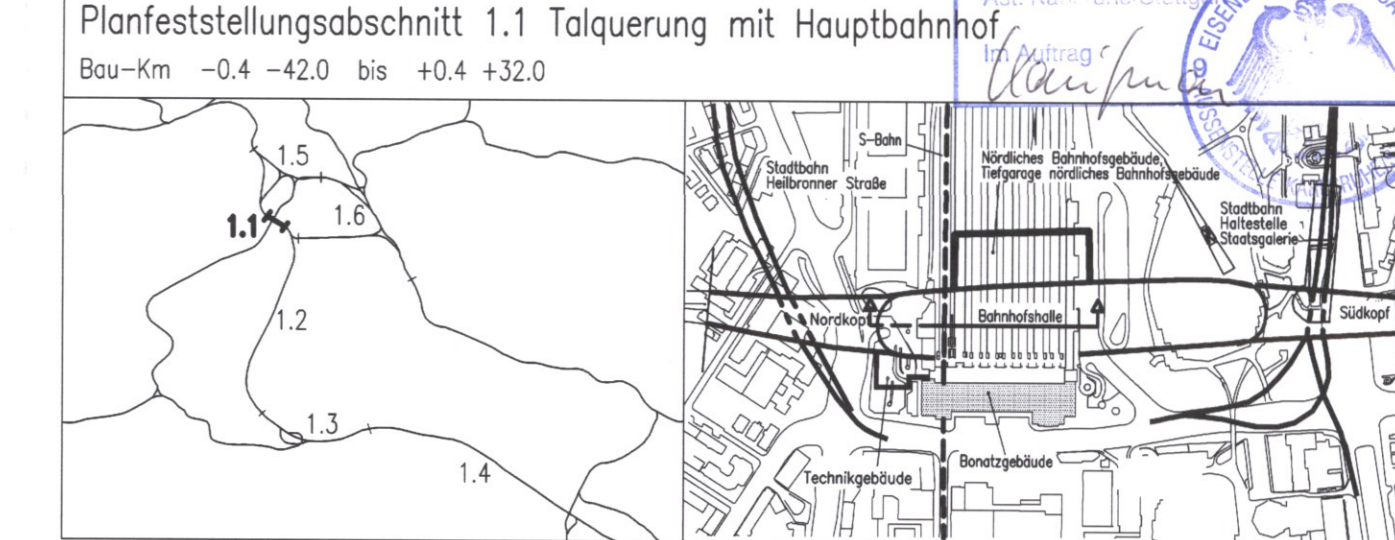 Planfeststellungsabschnitt 1.1 Talquerung mit Hauptbahnhof
Bau-Km -0.4 -42.0 bis +0.4 +32.0
Im Auftrag
EISENB
9
1.5
1.6
1.1
1.2
1.3
1.4
S-Bahn
Stadtbahn
Heilbronner Straße
Nördliches Bahnhofsgebäude,
Tiefgarage nördliches Bahnhofsgebäude
Stadtbahn
Haltestelle
Staatsgalerie
Nordkopf
Bahnhofshalle
Südkopf
Technikgebäude
Bonatzgebäude